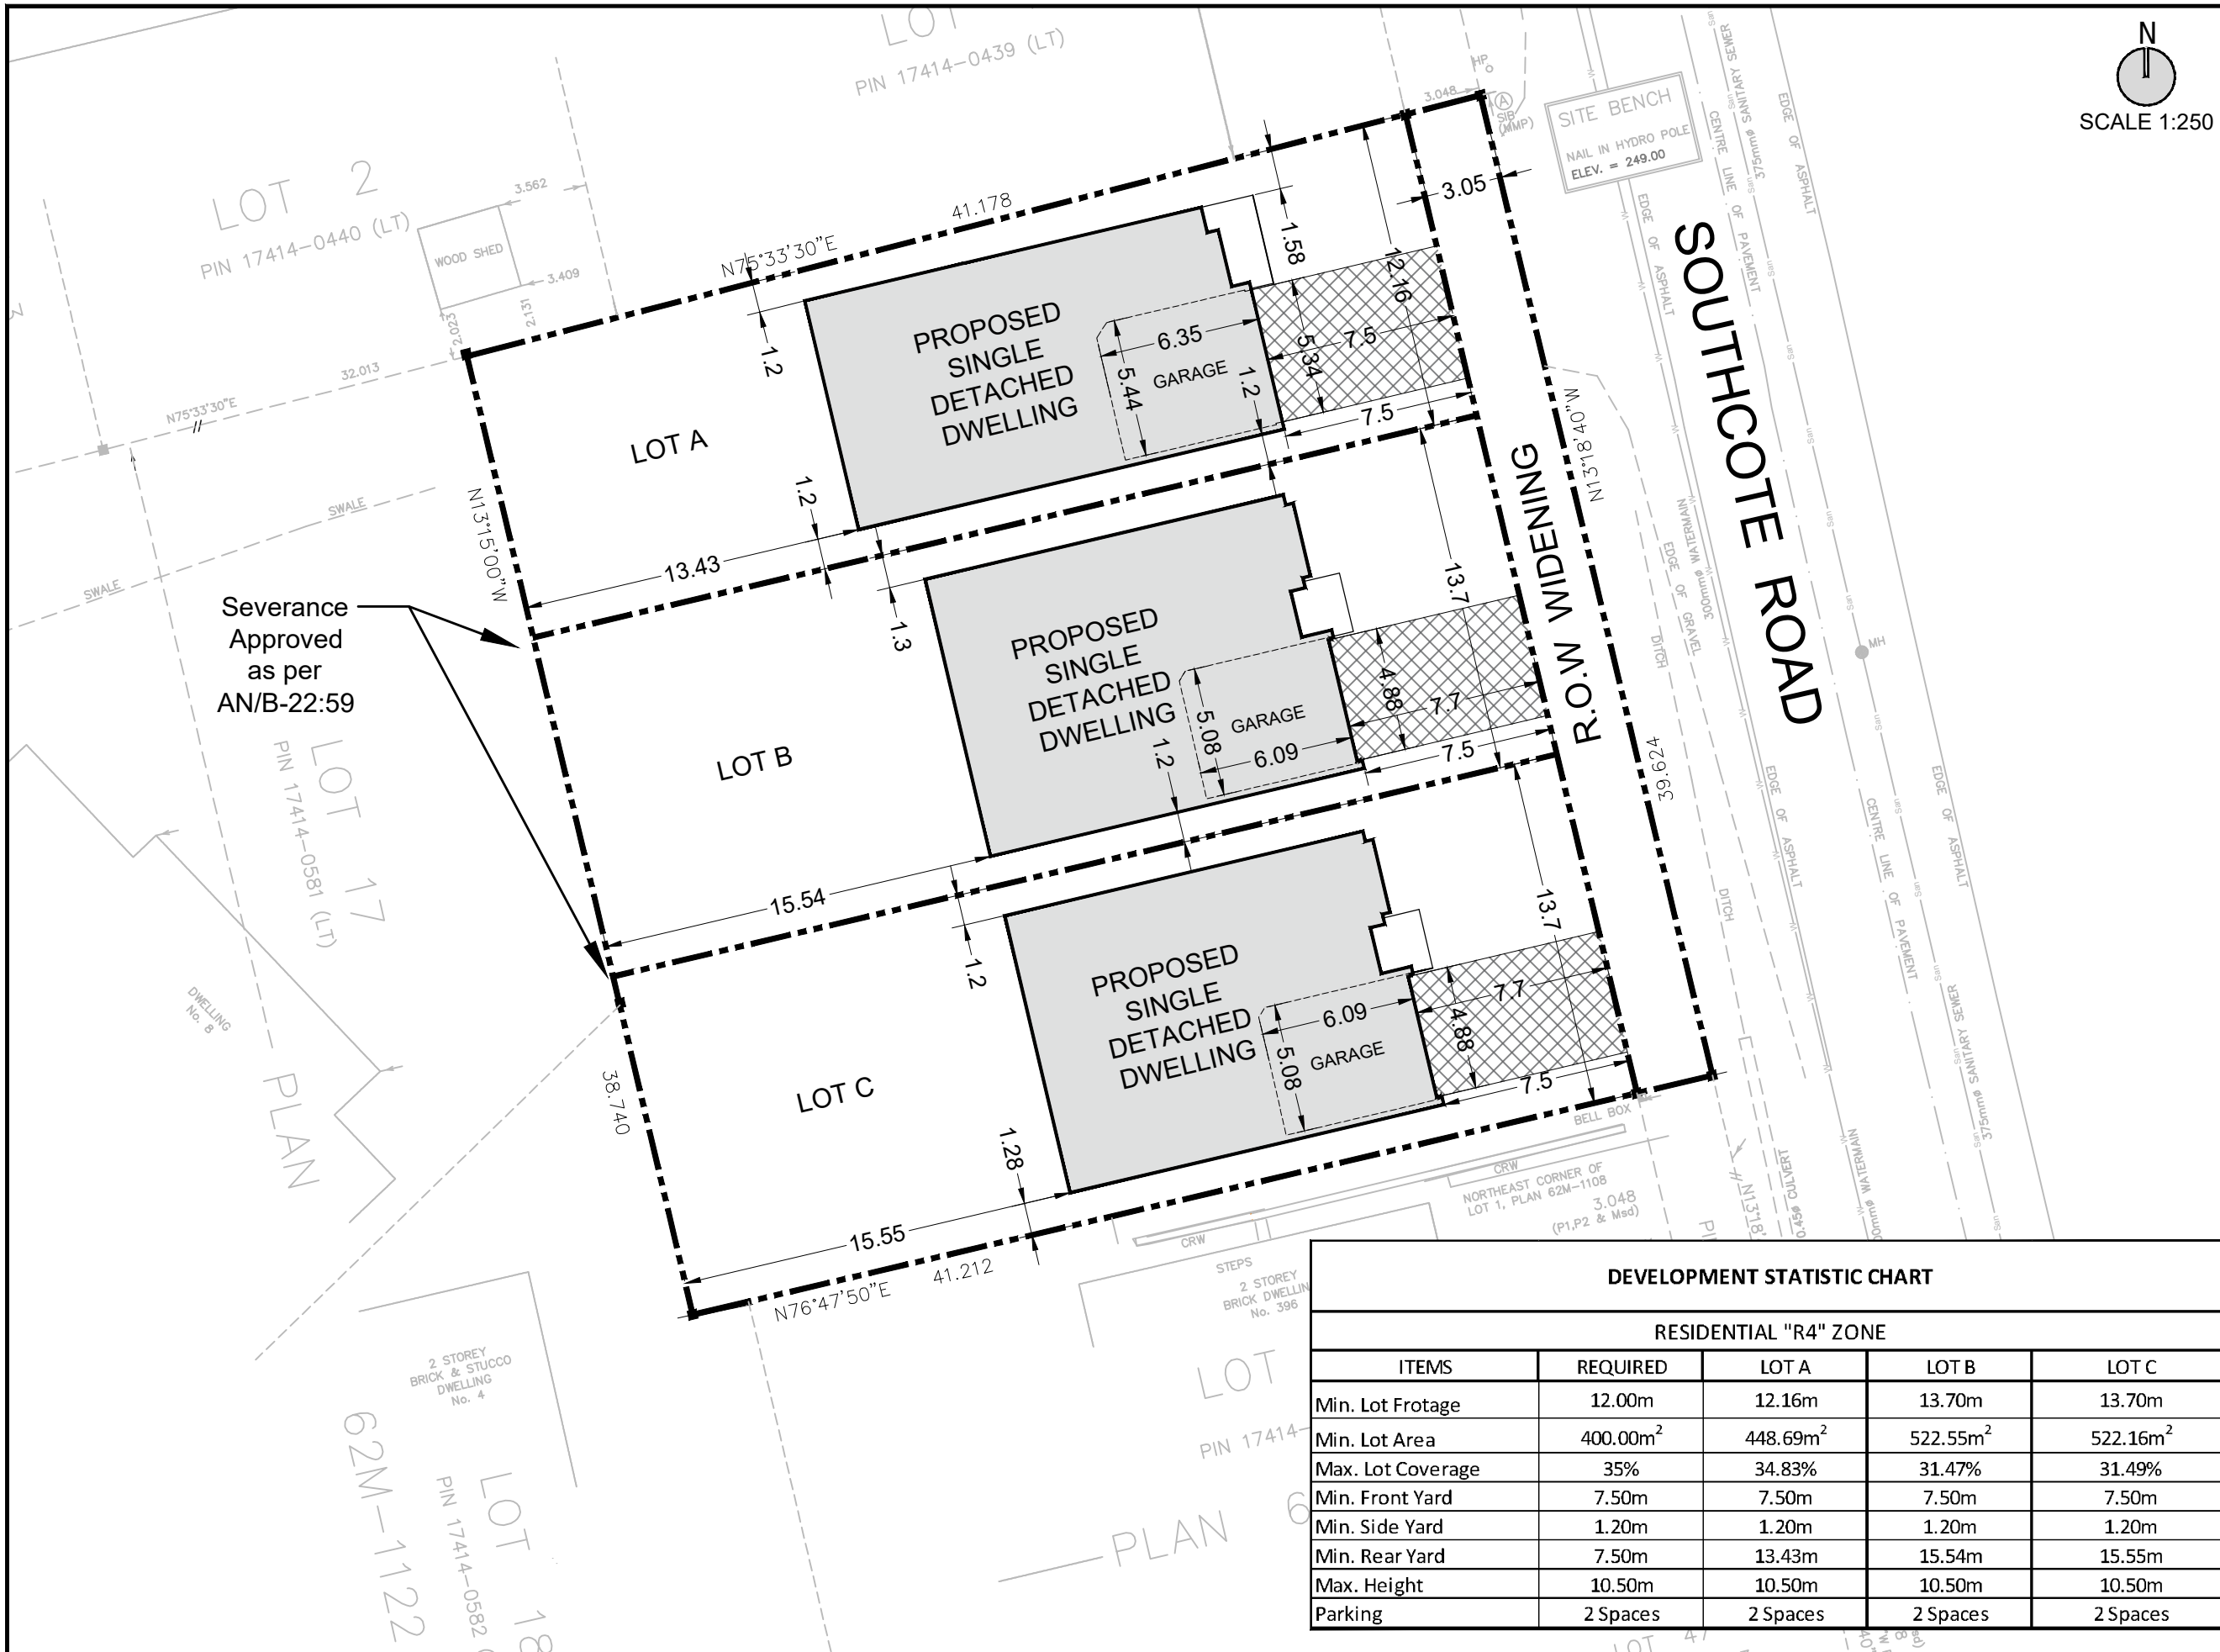 N
SCALE 1:250
LOT 2
PIN 17414-0440 (LT)
PIN 17414-0439 (LT)
WOOD SHED
3.562
3.409
2.131
2.023
32.013
N75°33'30"E
SWALE
SWALE
N75°33'30"E
41.178
3.048
HP
A
SIB
(MMP)
SITE BENCH
NAIL IN HYDRO POLE
ELEV. = 249.00
3.05
12.16
1.58
1.2
PROPOSED
SINGLE
DETACHED
DWELLING
6.35
5.44
GARAGE
1.2
5.34
7.5
7.5
LOT A
1.2
13.43
N13°15'00"W
Severance
Approved
as per
AN/B-22:59
1.3
PROPOSED
SINGLE
DETACHED
DWELLING
GARAGE
5.08
6.09
1.2
4.88
7.7
7.5
13.7
LOT B
15.54
1.2
PROPOSED
SINGLE
DETACHED
DWELLING
6.09
5.08
GARAGE
4.88
7.7
7.5
13.7
LOT C
1.28
15.55
38.740
N76°47'50"E
41.212
R.O.W WIDENING
N13°18'40"W
39.624
SOUTHCOTE ROAD
EDGE OF ASPHALT
CENTRE LINE OF PAVEMENT
375mmø SANITARY SEWER
EDGE OF ASPHALT
EDGE OF GRAVEL
300mmø WATERMAIN
DITCH
MH
EDGE OF ASPHALT
CENTRE LINE OF PAVEMENT
EDGE OF ASPHALT
DITCH
375mmø SANITARY SEWER
LOT 17
PIN 17414-0581 (LT)
DWELLING
No. 8
PLAN
62M-1122
2 STOREY
BRICK & STUCCO
DWELLING
No. 4
LOT 18
PIN 17414-0582
BELL BOX
CRW
CRW
NORTHEAST CORNER OF
LOT 1, PLAN 62M-1108
3.048
(P1,P2 & Msd)
STEPS
2 STOREY
BRICK DWELLIN
No. 396
LOT
PIN 17414-
PLAN 6
DEVELOPMENT STATISTIC CHART
RESIDENTIAL "R4" ZONE
ITEMS REQUIRED LOT A LOT B LOT C
Min. Lot Frotage 12.00m 12.16m 13.70m 13.70m
Min. Lot Area 400.00m² 448.69m² 522.55m² 522.16m²
Max. Lot Coverage 35% 34.83% 31.47% 31.49%
Min. Front Yard 7.50m 7.50m 7.50m 7.50m
Min. Side Yard 1.20m 1.20m 1.20m 1.20m
Min. Rear Yard 7.50m 13.43m 15.54m 15.55m
Max. Height 10.50m 10.50m 10.50m 10.50m
Parking 2 Spaces 2 Spaces 2 Spaces 2 Spaces